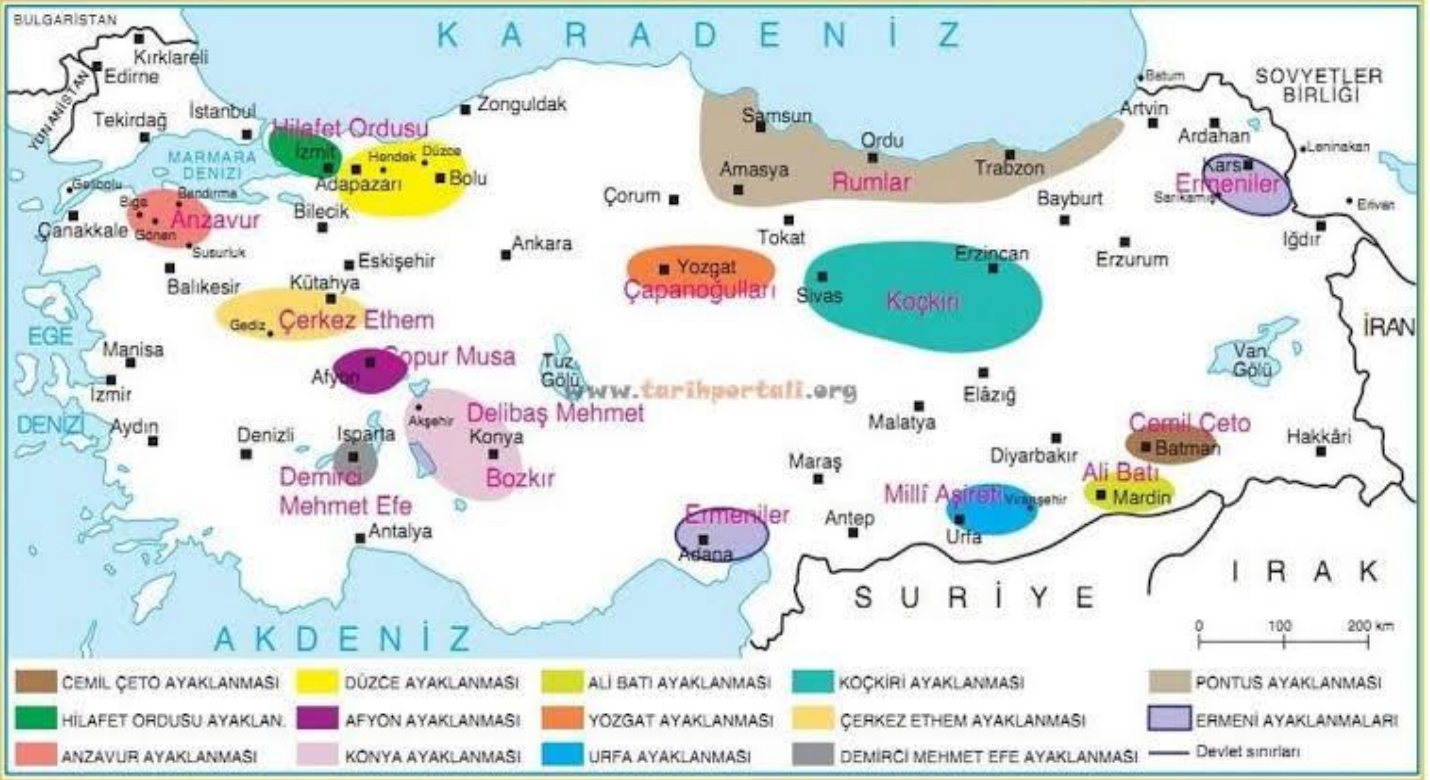 BULGARİSTAN
KARADENİZ
Kırklareli
Edirne
YUNANİSTAN
Tekirdağ
İstanbul
Zonguldak
Batum
SOVYETLER
BİRLİĞİ
Artvin
Ardahan
Leninakan
Hilafet Ordusu
İzmit
Hendek
Düzce
Adapazarı
Bolu
MARMARA
DENİZİ
Samsun
Ordu
Trabzon
Amasya
Rumlar
Kars
Ermeniler
Sarıkamış
Erivan
Gelibolu
Biga
Bandırma
Anzavur
Gönen
Çanakkale
Susurluk
Bilecik
Çorum
Tokat
Bayburt
Iğdır
Balıkesir
Eskişehir
Ankara
Kütahya
Yozgat
Çapanoğulları
Sivas
Erzincan
Koçkiri
Erzurum
Gediz
Çerkez Ethem
EGE
DENİZİ
Manisa
İzmir
Aydın
Denizli
Afyon
Çopur Musa
Tuz
Gölü
www.tarihportali.org
Elâzığ
Van
Gölü
İRAN
Akşehir
Delibaş Mehmet
Konya
Bozkır
Isparta
Demirci
Mehmet Efe
Malatya
Maraş
Diyarbakır
Cemil Çeto
Batman
Hakkâri
Ali Batı
Mardin
Millî Aşireti
Viranşehir
Urfa
Antalya
Ermeniler
Adana
Antep
SURİYE
IRAK
AKDENİZ
0 100 200 km
CEMİL ÇETO AYAKLANMASI
DÜZCE AYAKLANMASI
ALİ BATI AYAKLANMASI
KOÇKİRİ AYAKLANMASI
PONTUS AYAKLANMASI
HİLAFET ORDUSU AYAKLAN.
AFYON AYAKLANMASI
YOZGAT AYAKLANMASI
ÇERKEZ ETHEM AYAKLANMASI
ERMENİ AYAKLANMALARI
ANZAVUR AYAKLANMASI
KONYA AYAKLANMASI
URFA AYAKLANMASI
DEMİRCİ MEHMET EFE AYAKLANMASI
Devlet sınırları